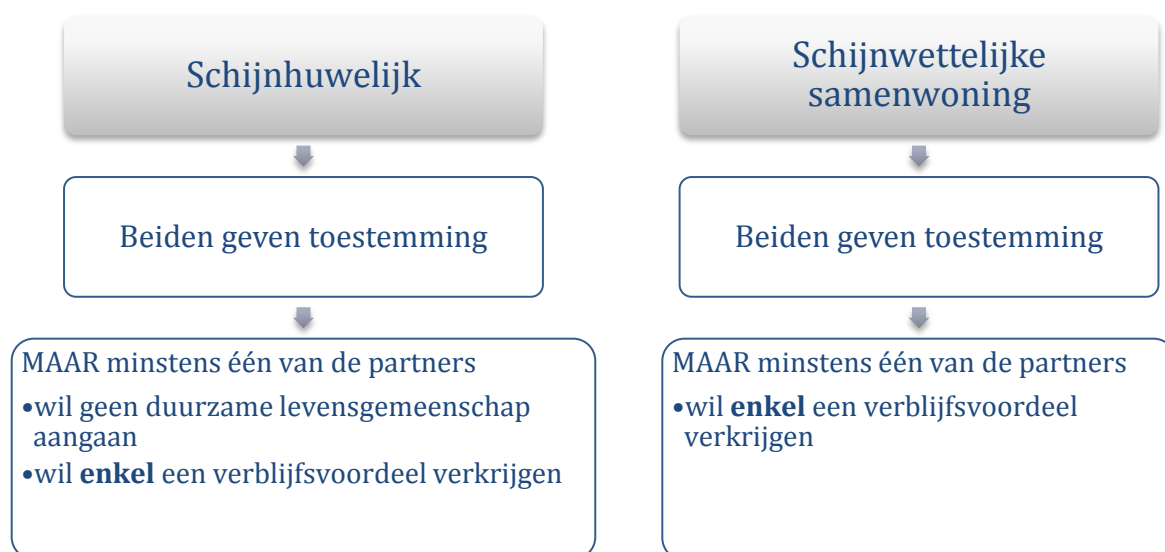 Schijnhuwelijk
Beiden geven toestemming
MAAR minstens één van de partners
•wil geen duurzame levensgemeenschap
aangaan
•wil enkel een verblijfsvoordeel verkrijgen
Schijnwettelijke
samenwoning
Beiden geven toestemming
MAAR minstens één van de partners
•wil enkel een verblijfsvoordeel
verkrijgen